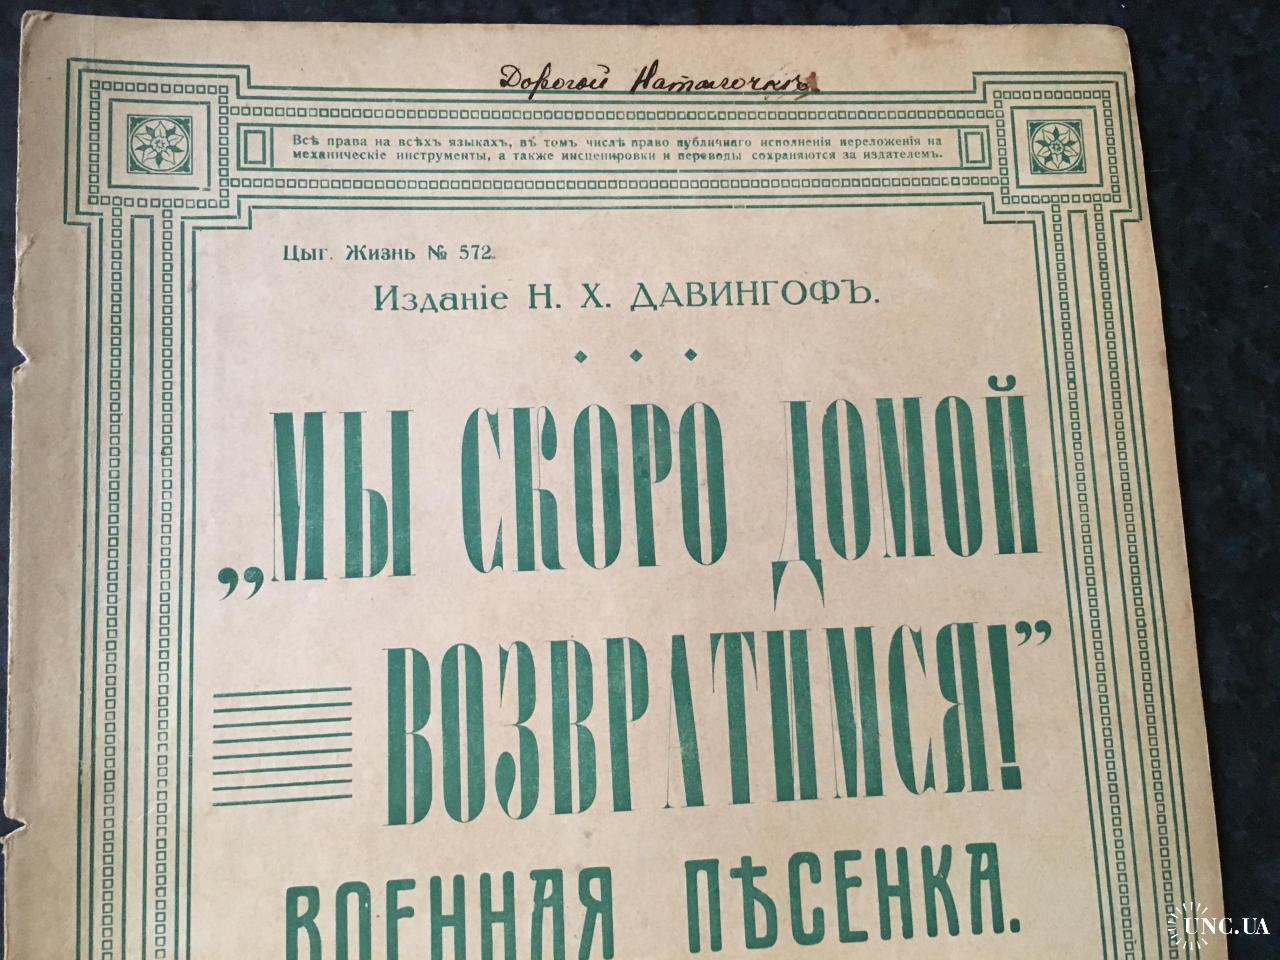 Дорогой Наталочкѣ
Всѣ права на всѣхъ языкахъ, въ томъ числѣ право публичнаго исполненія переложенія на
механическіе инструменты, а также инсценировки и переводы сохраняются за издателемъ.
Цыг. Жизнь № 572.
Изданіе Н. Х. ДАВИНГОФЪ.
„МЫ СКОРО ДОМОЙ
ВОЗВРАТИМСЯ!”
ВОЕННАЯ ПѢСЕНКА.
UNC.UA